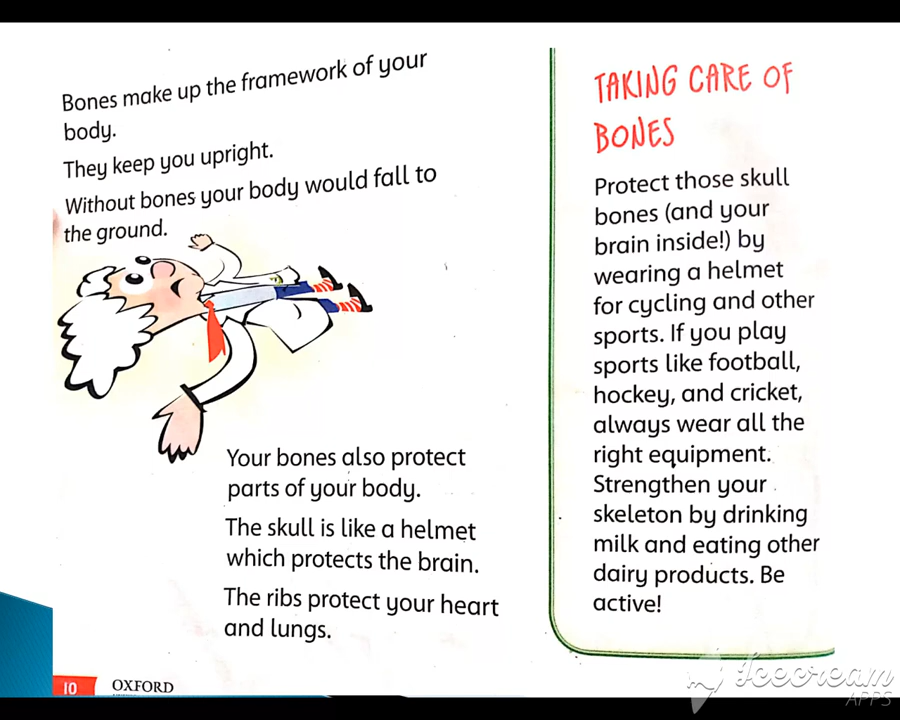 Bones make up the framework of your
body.
They keep you upright.
Without bones your body would fall to
the ground.
Your bones also protect
parts of your body.
The skull is like a helmet
which protects the brain.
The ribs protect your heart
and lungs.
TAKING CARE OF
BONES
Protect those skull
bones (and your
brain inside!) by
wearing a helmet
for cycling and other
sports. If you play
sports like football,
hockey, and cricket,
always wear all the
right equipment.
Strengthen your
skeleton by drinking
milk and eating other
dairy products. Be
active!
10
OXFORD
Icecream
APPS